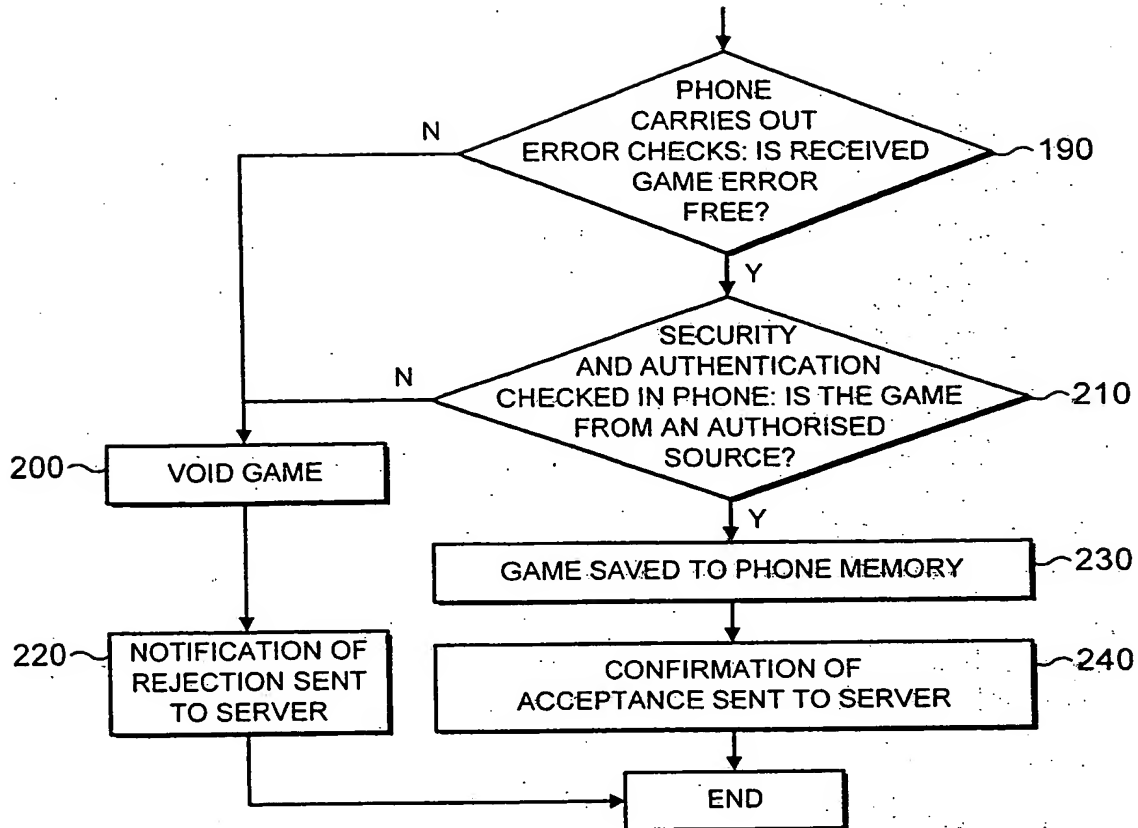 PHONE
CARRIES OUT
ERROR CHECKS: IS RECEIVED
GAME ERROR
FREE?
190
N
Y
SECURITY
AND AUTHENTICATION
CHECKED IN PHONE: IS THE GAME
FROM AN AUTHORISED
SOURCE?
210
N
Y
200
VOID GAME
GAME SAVED TO PHONE MEMORY
230
220
NOTIFICATION OF
REJECTION SENT
TO SERVER
CONFIRMATION OF
ACCEPTANCE SENT TO SERVER
240
END